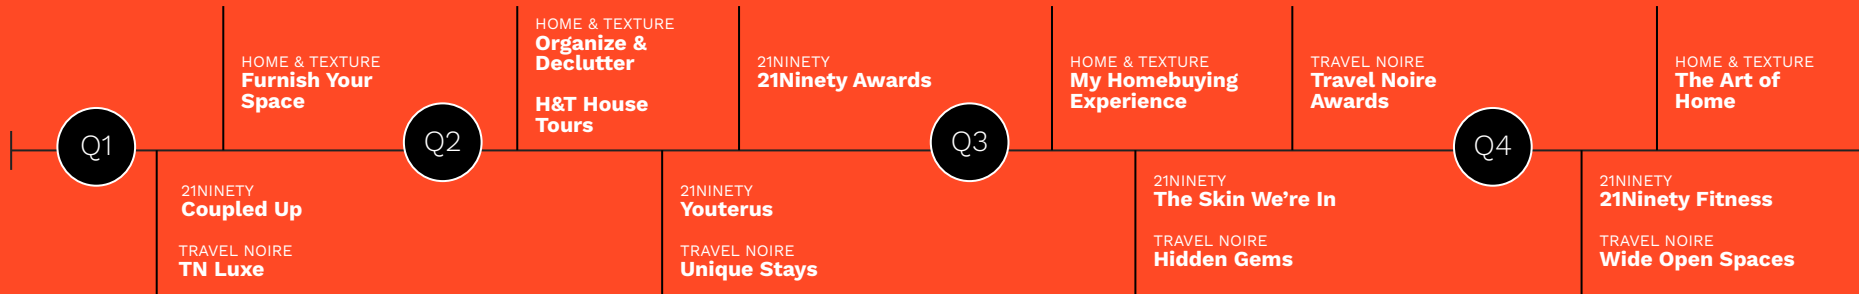 Q1
HOME & TEXTURE
Furnish Your
Space
21NINETY
Coupled Up
TRAVEL NOIRE
TN Luxe
Q2
HOME & TEXTURE
Organize &
Declutter
H&T House
Tours
21NINETY
Youterus
TRAVEL NOIRE
Unique Stays
21NINETY
21Ninety Awards
Q3
HOME & TEXTURE
My Homebuying
Experience
21NINETY
The Skin We’re In
TRAVEL NOIRE
Hidden Gems
TRAVEL NOIRE
Travel Noire
Awards
Q4
21NINETY
21Ninety Fitness
TRAVEL NOIRE
Wide Open Spaces
HOME & TEXTURE
The Art of
Home